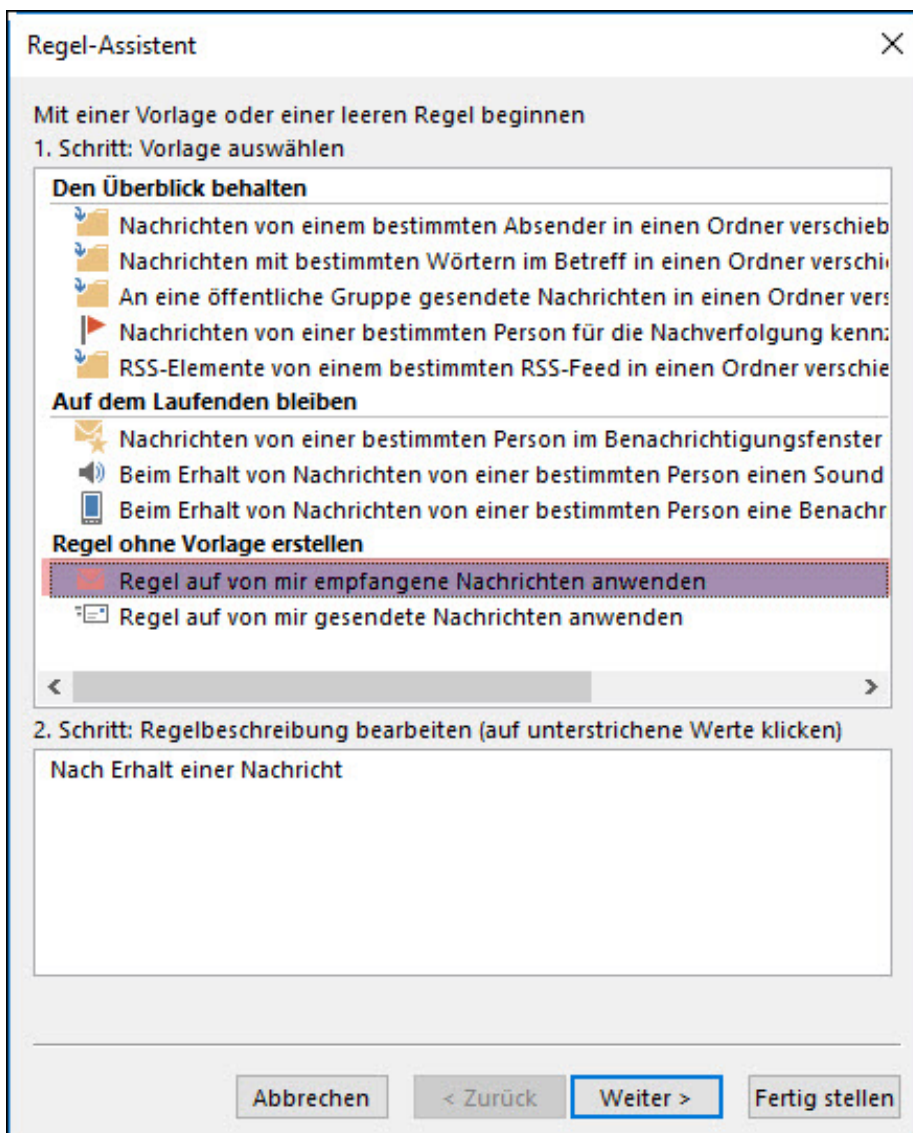 Regel-Assistent
Mit einer Vorlage oder einer leeren Regel beginnen
1. Schritt: Vorlage auswählen
Den Überblick behalten
Nachrichten von einem bestimmten Absender in einen Ordner verschieb
Nachrichten mit bestimmten Wörtern im Betreff in einen Ordner verschi
An eine öffentliche Gruppe gesendete Nachrichten in einen Ordner vers
Nachrichten von einer bestimmten Person für die Nachverfolgung kennz
RSS-Elemente von einem bestimmten RSS-Feed in einen Ordner verschie
Auf dem Laufenden bleiben
Nachrichten von einer bestimmten Person im Benachrichtigungsfenster
Beim Erhalt von Nachrichten von einer bestimmten Person einen Sound
Beim Erhalt von Nachrichten von einer bestimmten Person eine Benachr
Regel ohne Vorlage erstellen
Regel auf von mir empfangene Nachrichten anwenden
Regel auf von mir gesendete Nachrichten anwenden
2. Schritt: Regelbeschreibung bearbeiten (auf unterstrichene Werte klicken)
Nach Erhalt einer Nachricht
Abbrechen < Zurück Weiter > Fertig stellen